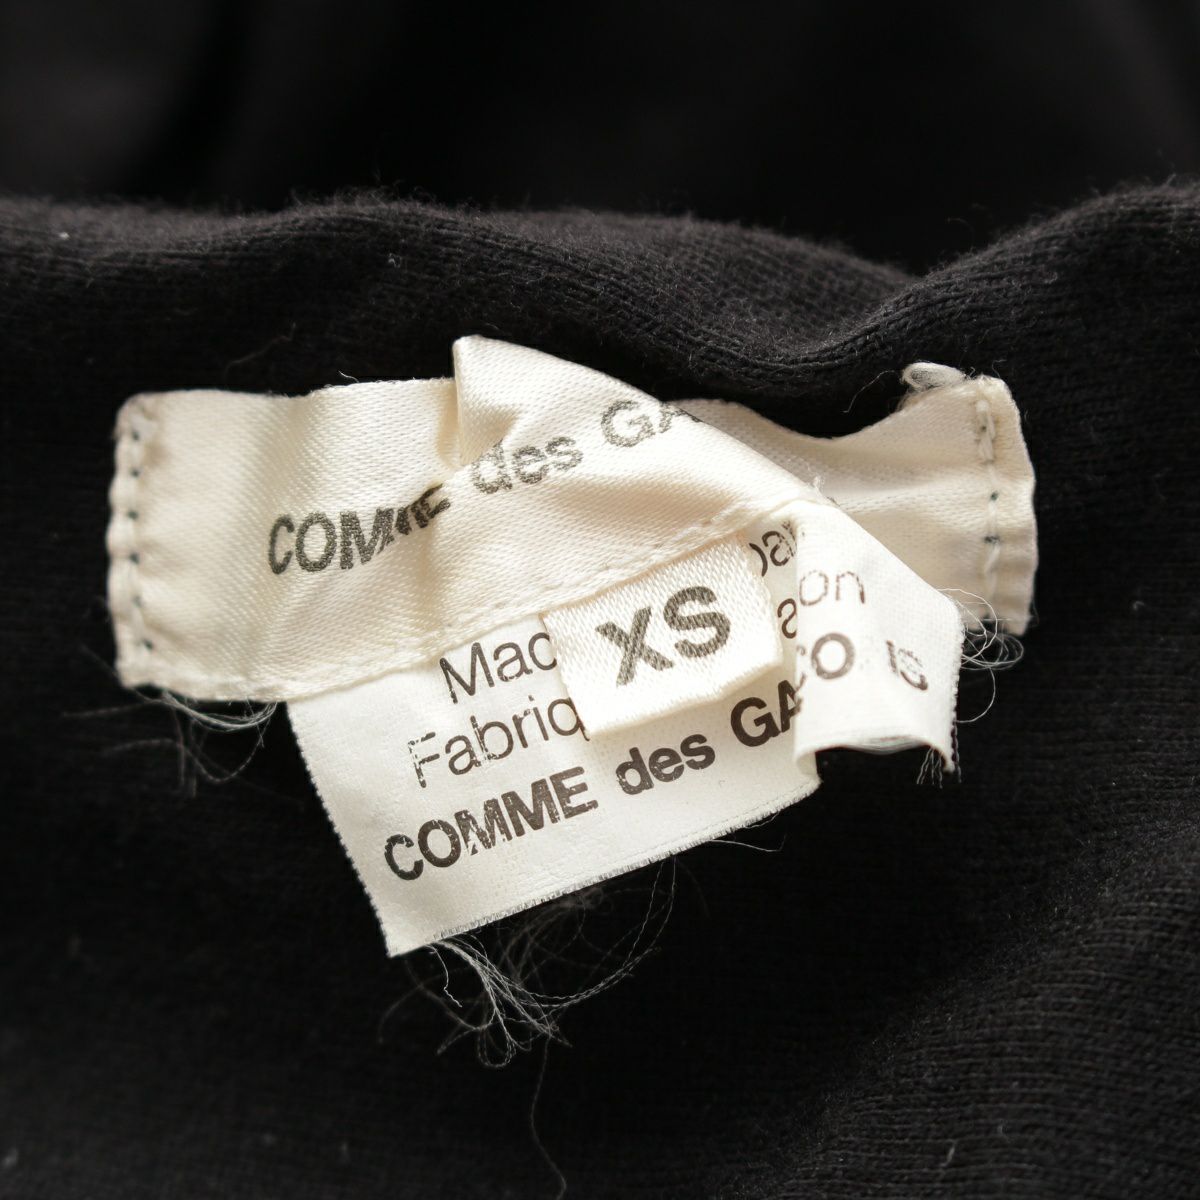 COMME des GA
XS
Mad
Fabriq
COMME des GA